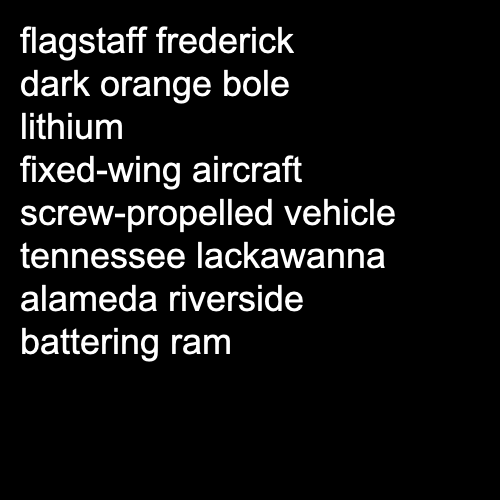 flagstaff frederick
dark orange bole
lithium
fixed-wing aircraft
screw-propelled vehicle
tennessee lackawanna
alameda riverside
battering ram